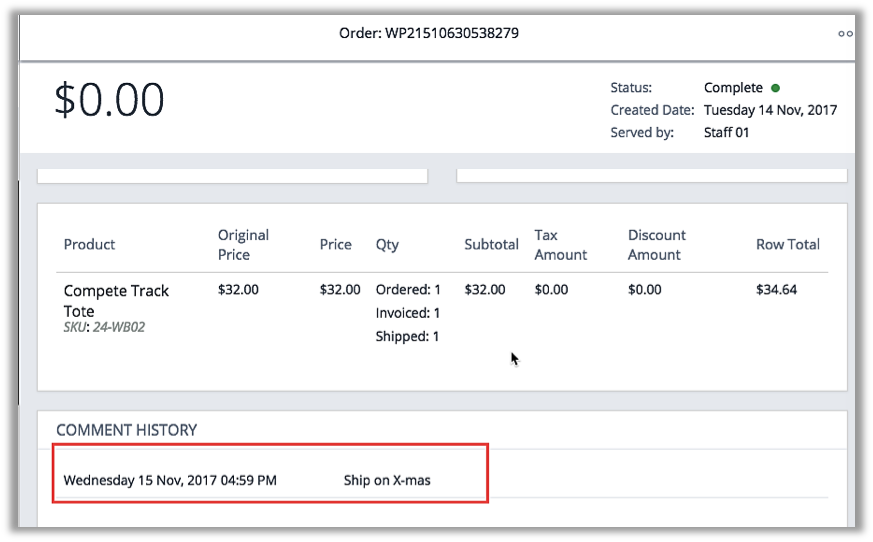 Order: WP21510630538279
$0.00
Status: Complete
Created Date: Tuesday 14 Nov, 2017
Served by: Staff 01
Product Original Price Price Qty Subtotal Tax Amount Discount Amount Row Total
Compete Track Tote $32.00 $32.00 Ordered: 1 $32.00 $0.00 $0.00 $34.64
SKU: 24-WB02 Invoiced: 1
Shipped: 1
COMMENT HISTORY
Wednesday 15 Nov, 2017 04:59 PM Ship on X-mas